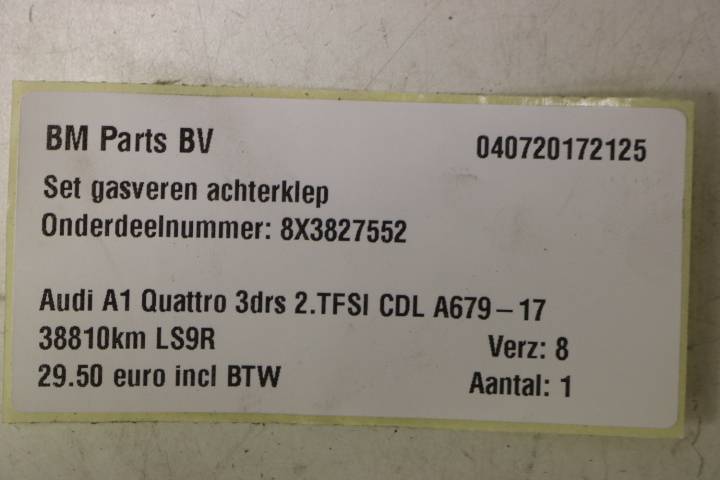 BM Parts BV 040720172125
Set gasveren achterklep
Onderdeelnummer: 8X3827552
Audi A1 Quattro 3drs 2.TFSI CDL A679-17
38810km LS9R Verz: 8
29.50 euro incl BTW Aantal: 1